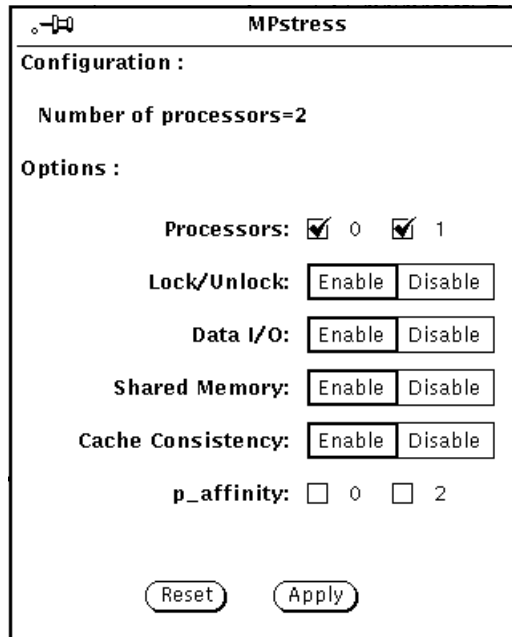 MPstress
Configuration :
Number of processors=2
Options :
Processors: 0 1
Lock/Unlock: Enable Disable
Data I/O: Enable Disable
Shared Memory: Enable Disable
Cache Consistency: Enable Disable
p_affinity: 0 2
Reset Apply